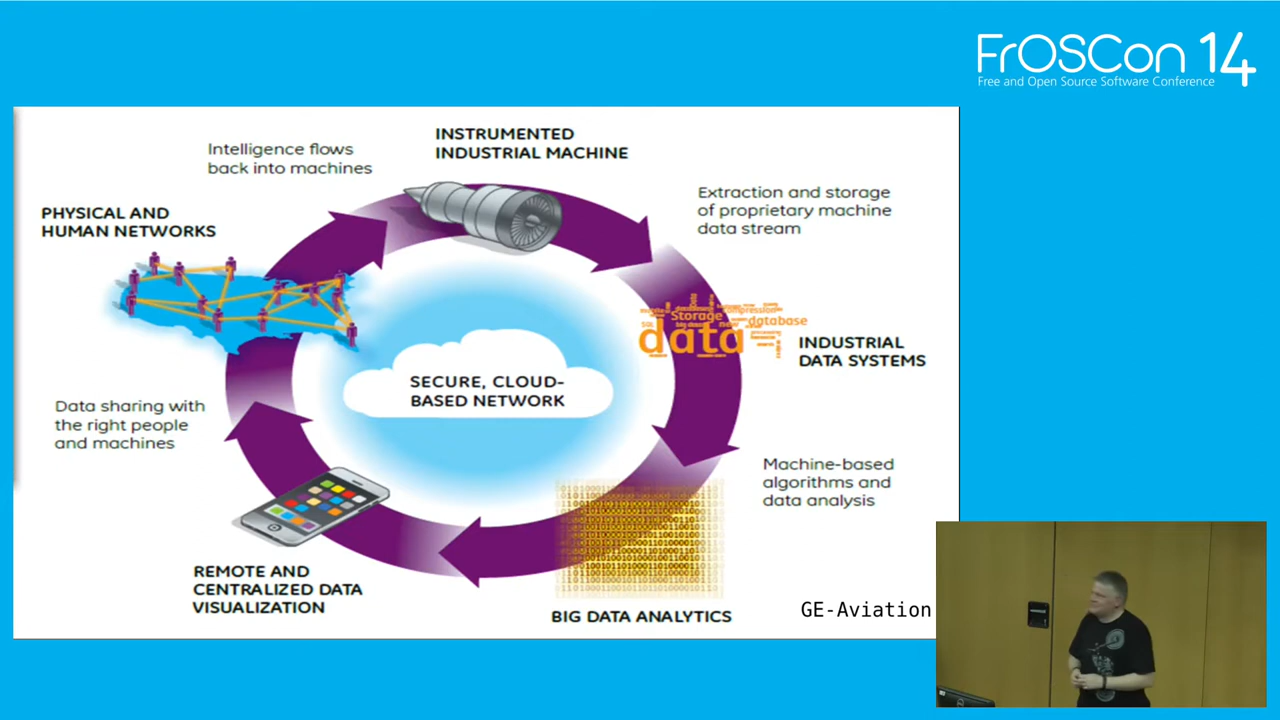 FrOSCon 14
Free and Open Source Software Conference
INSTRUMENTED
INDUSTRIAL MACHINE
Intelligence flows
back into machines
Extraction and storage
of proprietary machine
data stream
PHYSICAL AND
HUMAN NETWORKS
Storage
compression
database
data
INDUSTRIAL
DATA SYSTEMS
SECURE, CLOUD-
BASED NETWORK
Data sharing with
the right people
and machines
Machine-based
algorithms and
data analysis
REMOTE AND
CENTRALIZED DATA
VISUALIZATION
BIG DATA ANALYTICS
GE-Aviation